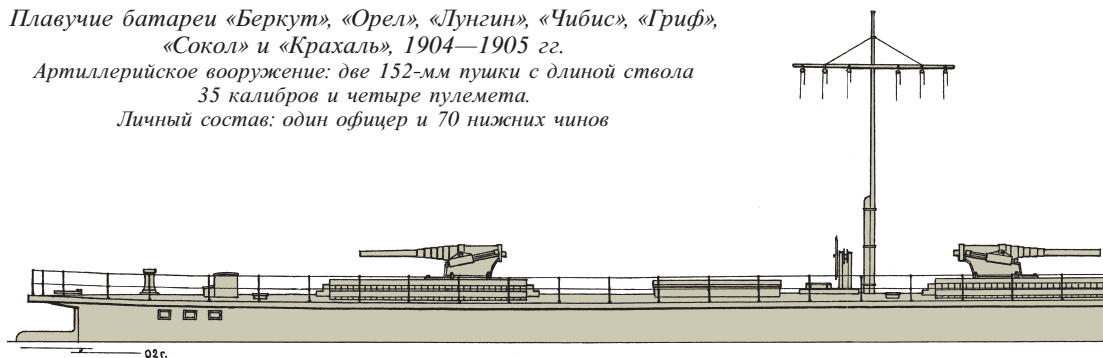 Плавучие батареи «Беркут», «Орел», «Лунгин», «Чибис», «Гриф»,
«Сокол» и «Крахаль», 1904—1905 гг.
Артиллерийское вооружение: две 152-мм пушки с длиной ствола
35 калибров и четыре пулемета.
Личный состав: один офицер и 70 нижних чинов
02г.